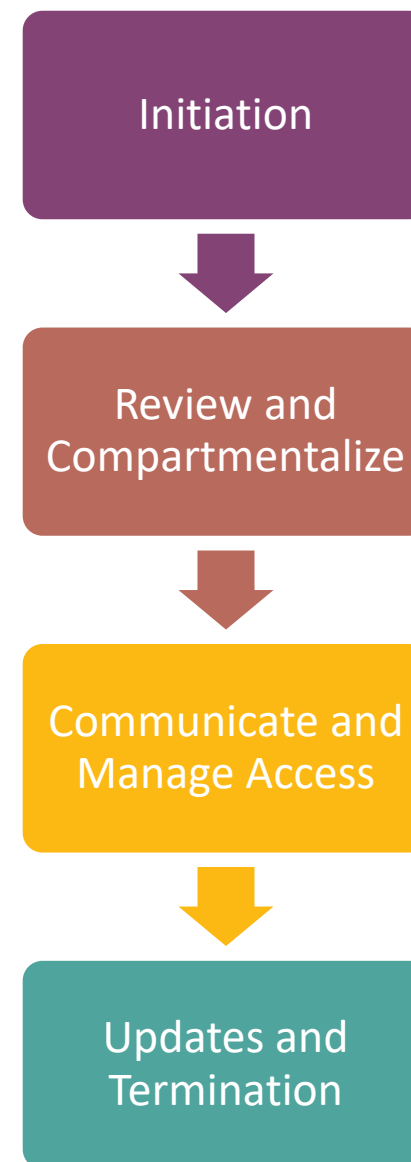 Initiation
Review and
Compartmentalize
Communicate and
Manage Access
Updates and
Termination